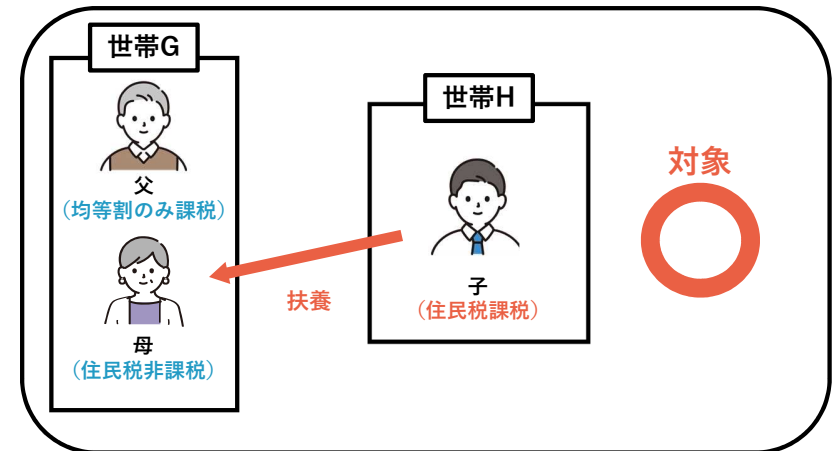 世帯G
父
（均等割のみ課税）
母
（住民税非課税）
扶養
世帯H
子
（住民税課税）
対象